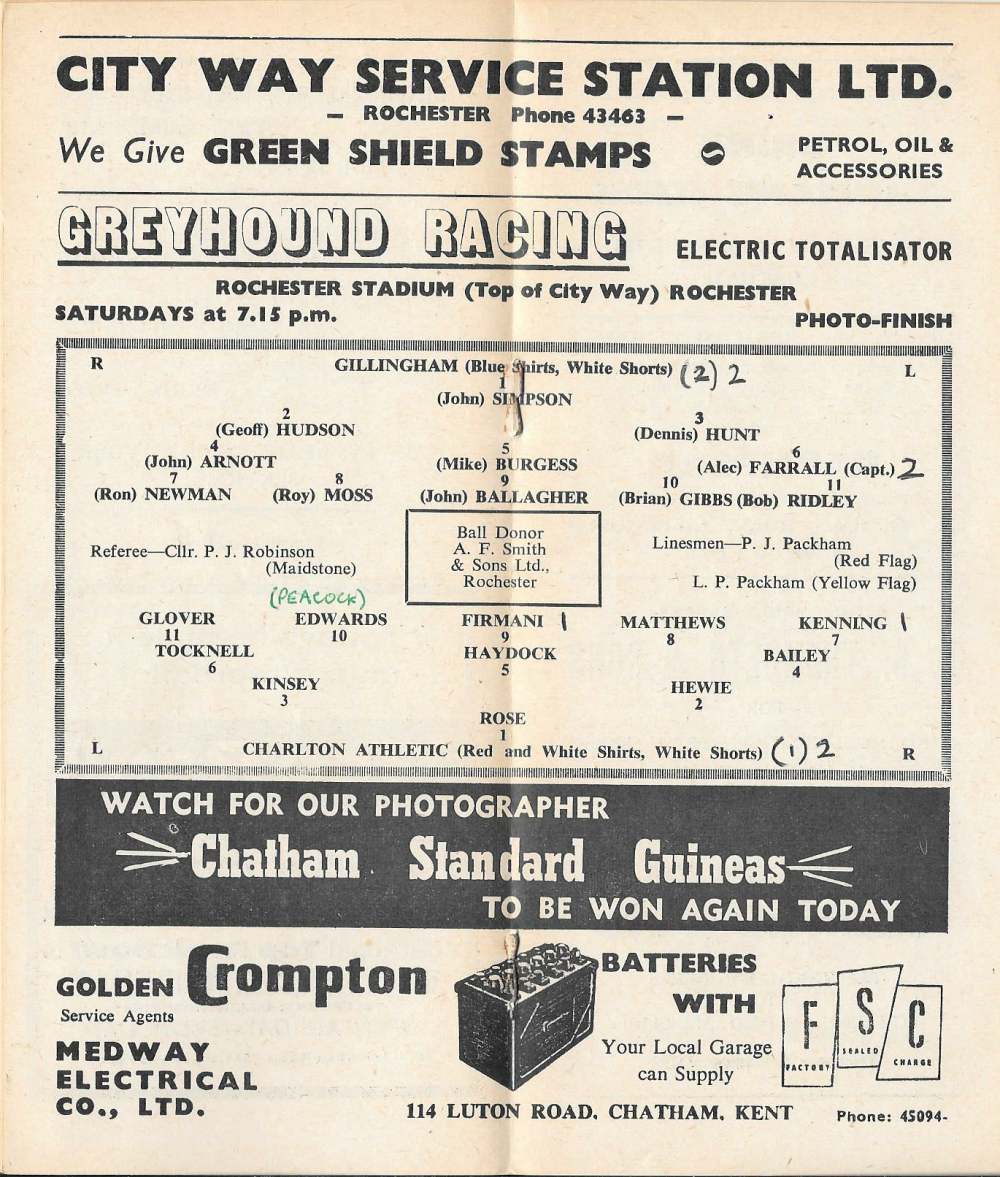 CITY WAY SERVICE STATION LTD.
— ROCHESTER Phone 43463 —
We Give GREEN SHIELD STAMPS
PETROL, OIL &
ACCESSORIES
GREYHOUND RACING
ELECTRIC TOTALISATOR
ROCHESTER STADIUM (Top of City Way) ROCHESTER
SATURDAYS at 7.15 p.m.
PHOTO-FINISH
R GILLINGHAM (Blue Shirts, White Shorts) (2) 2 L
1
(John) SIMPSON
2 3
(Geoff) HUDSON (Dennis) HUNT
4 5 6
(John) ARNOTT (Mike) BURGESS (Alec) FARRALL (Capt.) 2
7 8 9 10 11
(Ron) NEWMAN (Roy) MOSS (John) BALLAGHER (Brian) GIBBS (Bob) RIDLEY
Referee—Cllr. P. J. Robinson
(Maidstone)
Ball Donor
A. F. Smith
& Sons Ltd.,
Rochester
Linesmen—P. J. Packham
(Red Flag)
L. P. Packham (Yellow Flag)
(PEACOCK)
GLOVER EDWARDS FIRMANI 1 MATTHEWS KENNING 1
11 10 9 8 7
TOCKNELL HAYDOCK BAILEY
6 5 4
KINSEY HEWIE
3 2
ROSE
1
L CHARLTON ATHLETIC (Red and White Shirts, White Shorts) (1) 2 R
WATCH FOR OUR PHOTOGRAPHER
Chatham Standard Guineas
TO BE WON AGAIN TODAY
GOLDEN Crompton
Service Agents
MEDWAY
ELECTRICAL
CO., LTD.
BATTERIES
WITH
Your Local Garage
can Supply
F S C
FACTORY SEALED CHARGE
114 LUTON ROAD. CHATHAM. KENT
Phone: 45094-